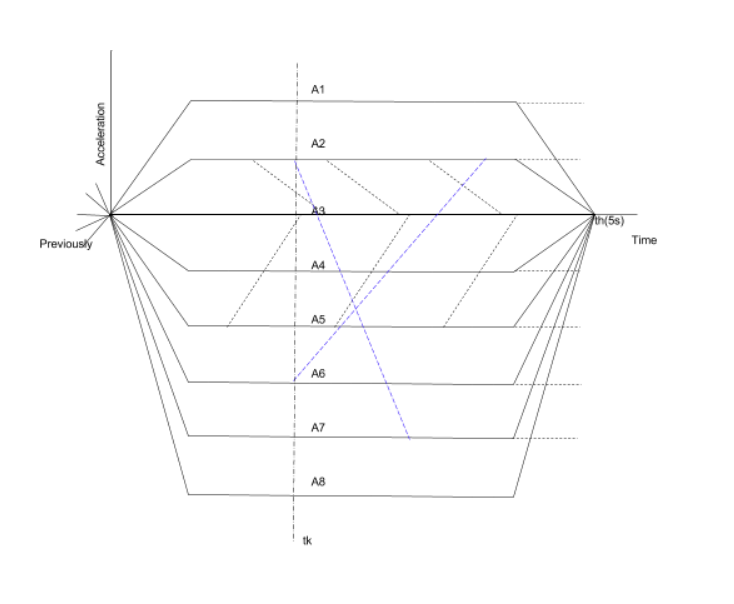 A1
Acceleration
A2
A3
th(5s)
Previously
Time
A4
A5
A6
A7
A8
tk